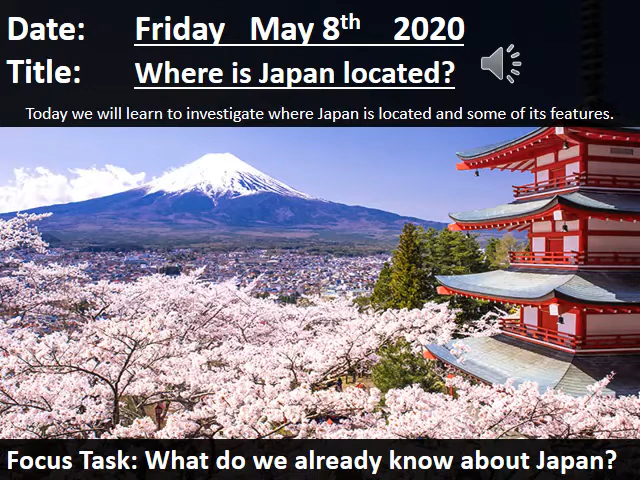 Date: Friday May 8th 2020
Title: Where is Japan located?
Today we will learn to investigate where Japan is located and some of its features.
Focus Task: What do we already know about Japan?